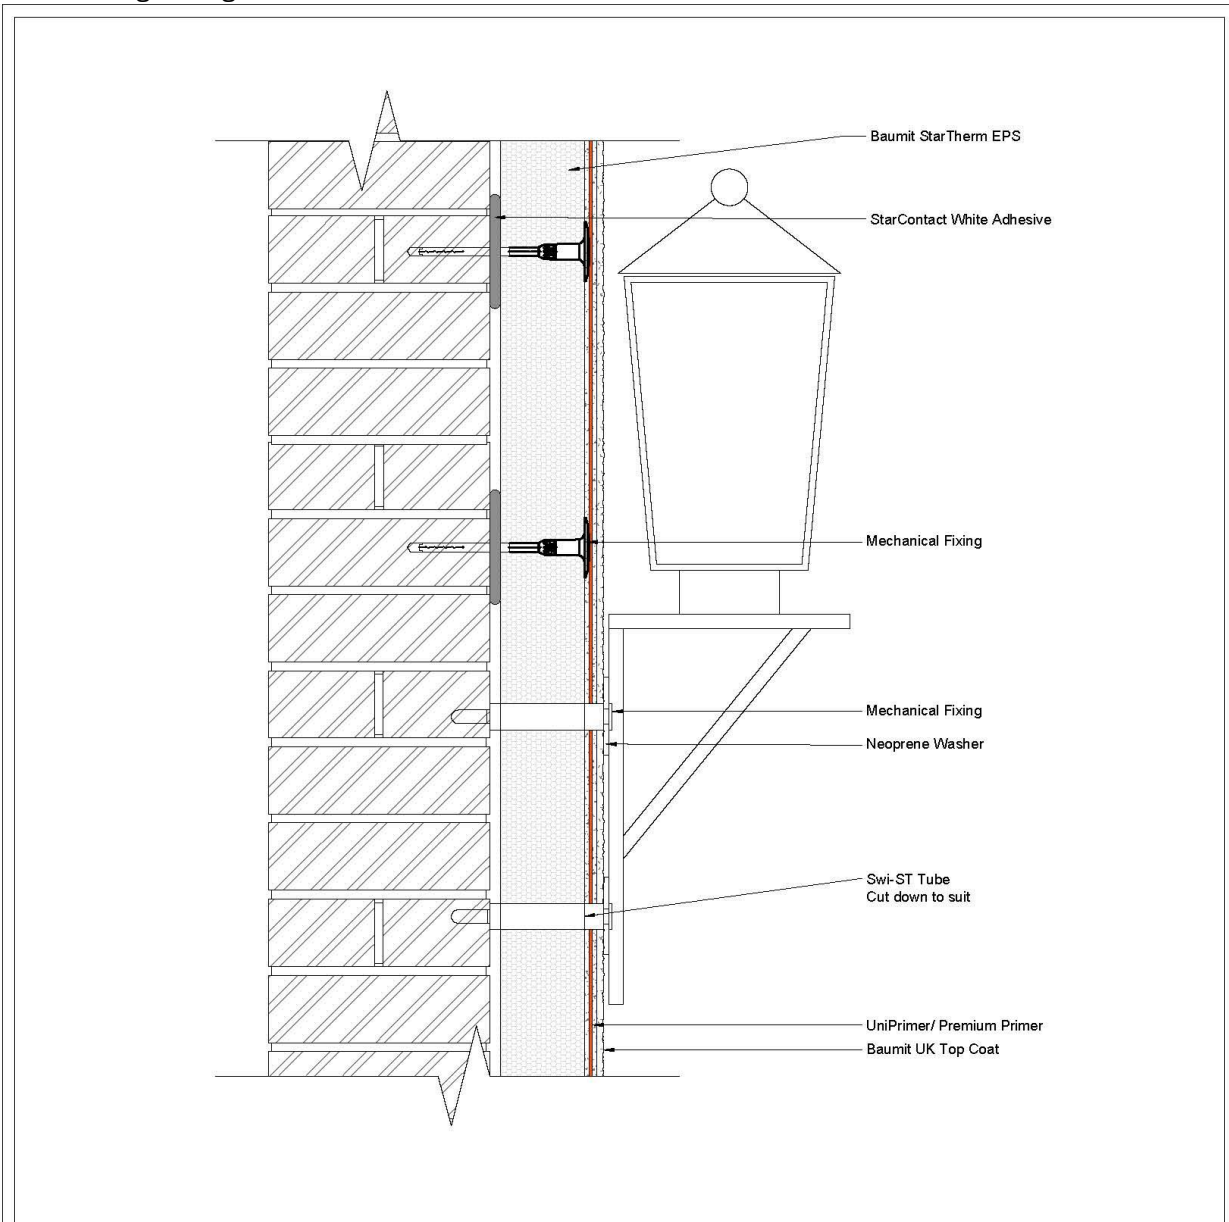 Baumit StarTherm EPS
StarContact White Adhesive
Mechanical Fixing
Mechanical Fixing
Neoprene Washer
Swi-ST Tube
Cut down to suit
UniPrimer/ Premium Primer
Baumit UK Top Coat